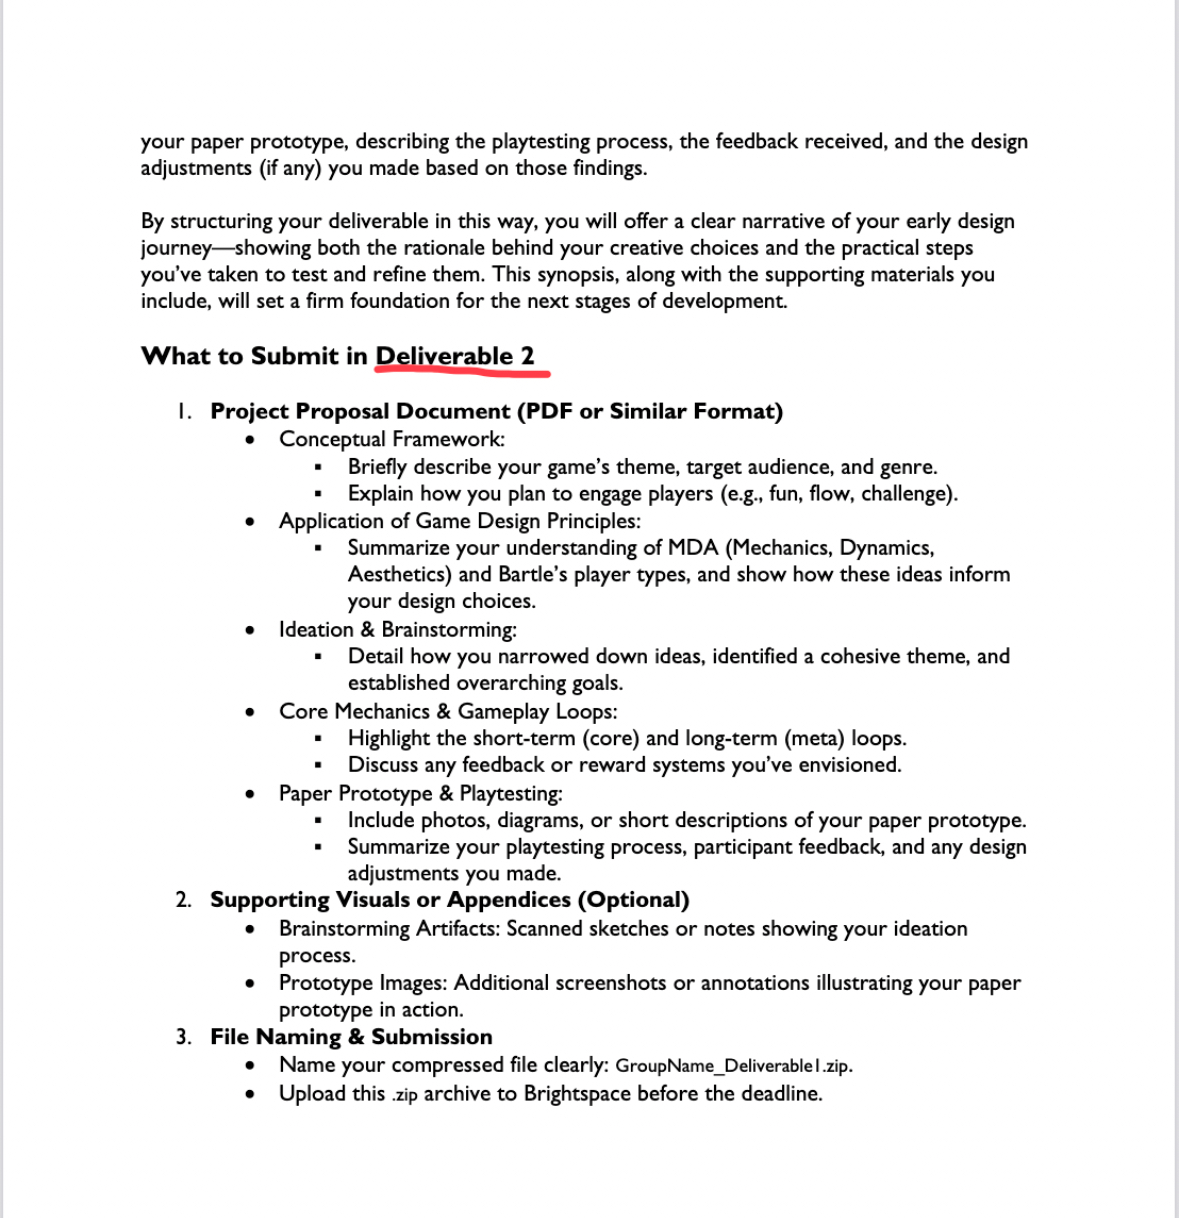 your paper prototype, describing the playtesting process, the feedback received, and the design
adjustments (if any) you made based on those findings.
By structuring your deliverable in this way, you will offer a clear narrative of your early design
journey—showing both the rationale behind your creative choices and the practical steps
you've taken to test and refine them. This synopsis, along with the supporting materials you
include, will set a firm foundation for the next stages of development.
What to Submit in Deliverable 2
1. Project Proposal Document (PDF or Similar Format)
• Conceptual Framework:
▪ Briefly describe your game's theme, target audience, and genre.
▪ Explain how you plan to engage players (e.g., fun, flow, challenge).
• Application of Game Design Principles:
▪ Summarize your understanding of MDA (Mechanics, Dynamics,
Aesthetics) and Bartle's player types, and show how these ideas inform
your design choices.
• Ideation & Brainstorming:
▪ Detail how you narrowed down ideas, identified a cohesive theme, and
established overarching goals.
• Core Mechanics & Gameplay Loops:
▪ Highlight the short-term (core) and long-term (meta) loops.
▪ Discuss any feedback or reward systems you've envisioned.
• Paper Prototype & Playtesting:
▪ Include photos, diagrams, or short descriptions of your paper prototype.
▪ Summarize your playtesting process, participant feedback, and any design
adjustments you made.
2. Supporting Visuals or Appendices (Optional)
• Brainstorming Artifacts: Scanned sketches or notes showing your ideation
process.
• Prototype Images: Additional screenshots or annotations illustrating your paper
prototype in action.
3. File Naming & Submission
• Name your compressed file clearly: GroupName_Deliverable1.zip.
• Upload this .zip archive to Brightspace before the deadline.